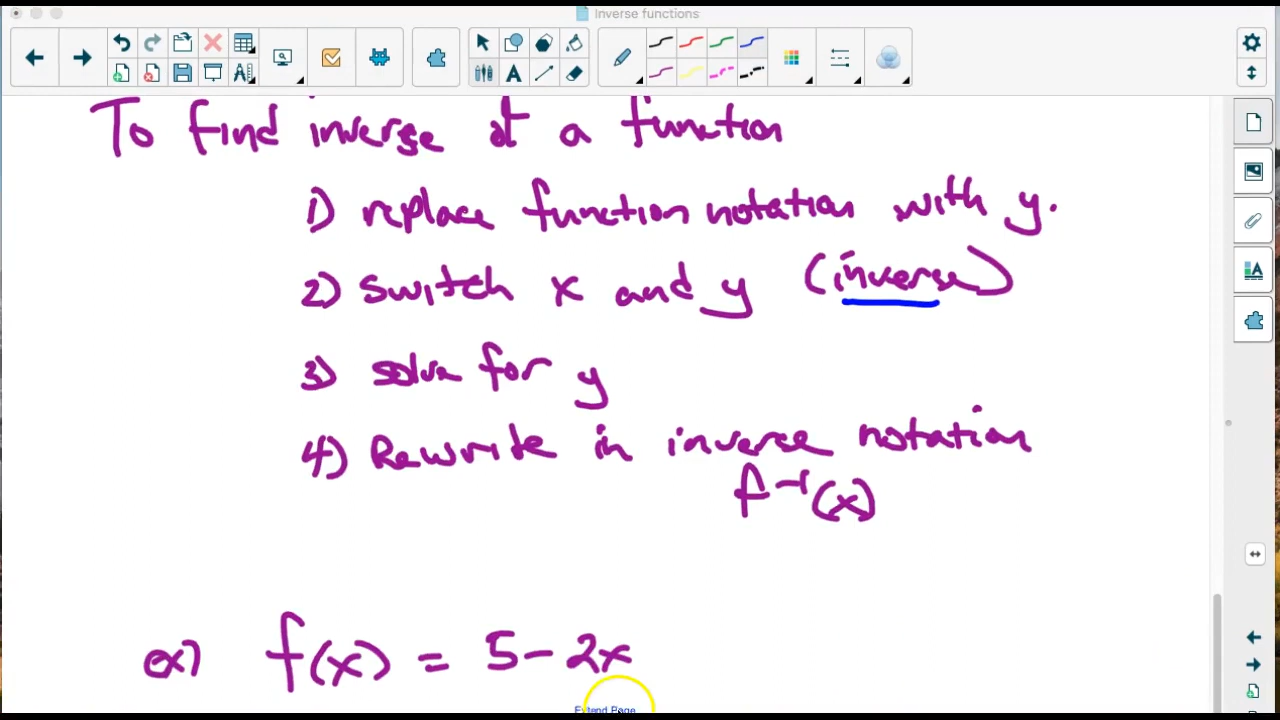 Inverse functions
To find inverse of a function
1) replace function notation with y.
2) switch x and y (inverse)
3) solve for y
4) Rewrite in inverse notation
f⁻¹(x)
ex) f(x) = 5 - 2x
Extend Page